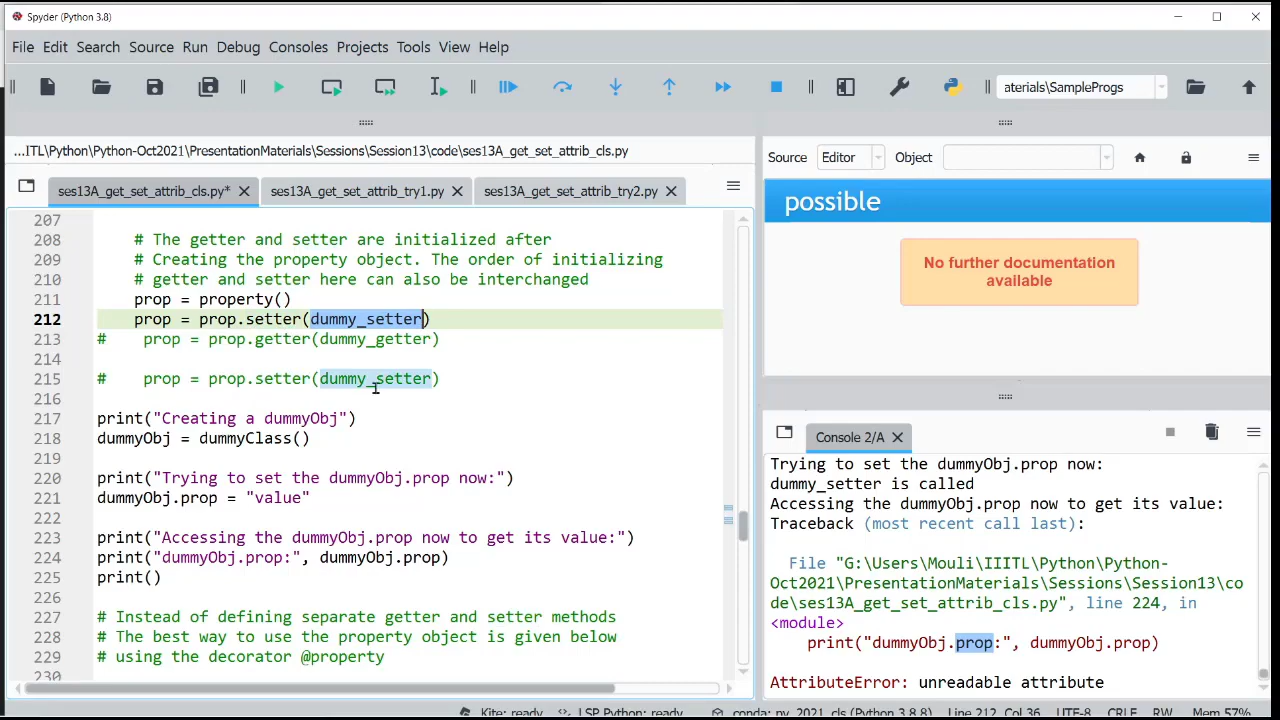 Spyder (Python 3.8)
File Edit Search Source Run Debug Consoles Projects Tools View Help
aterials\SampleProgs
...ITL\Python\Python-Oct2021\PresentationMaterials\Sessions\Session13\code\ses13A_get_set_attrib_cls.py
ses13A_get_set_attrib_cls.py* ses13A_get_set_attrib_try1.py ses13A_get_set_attrib_try2.py
207
208 # The getter and setter are initialized after
209 # Creating the property object. The order of initializing
210 # getter and setter here can also be interchanged
211 prop = property()
212 prop = prop.setter(dummy_setter)
213 # prop = prop.getter(dummy_getter)
214
215 # prop = prop.setter(dummy_setter)
216
217 print("Creating a dummyObj")
218 dummyObj = dummyClass()
219
220 print("Trying to set the dummyObj.prop now:")
221 dummyObj.prop = "value"
222
223 print("Accessing the dummyObj.prop now to get its value:")
224 print("dummyObj.prop:", dummyObj.prop)
225 print()
226
227 # Instead of defining separate getter and setter methods
228 # The best way to use the property object is given below
229 # using the decorator @property
230
Source Editor Object
possible
No further documentation
available
Console 2/A
Trying to set the dummyObj.prop now:
dummy_setter is called
Accessing the dummyObj.prop now to get its value:
Traceback (most recent call last):
File "G:\Users\Mouli\IIITL\Python\Python-
Oct2021\PresentationMaterials\Sessions\Session13\co
de\ses13A_get_set_attrib_cls.py", line 224, in
<module>
print("dummyObj.prop:", dummyObj.prop)
AttributeError: unreadable attribute
Kite: ready LSP Python: ready conda: py_2021_cls (Python 3.8.8) Line 212, Col 36 UTF-8 CRLF RW Mem 57%